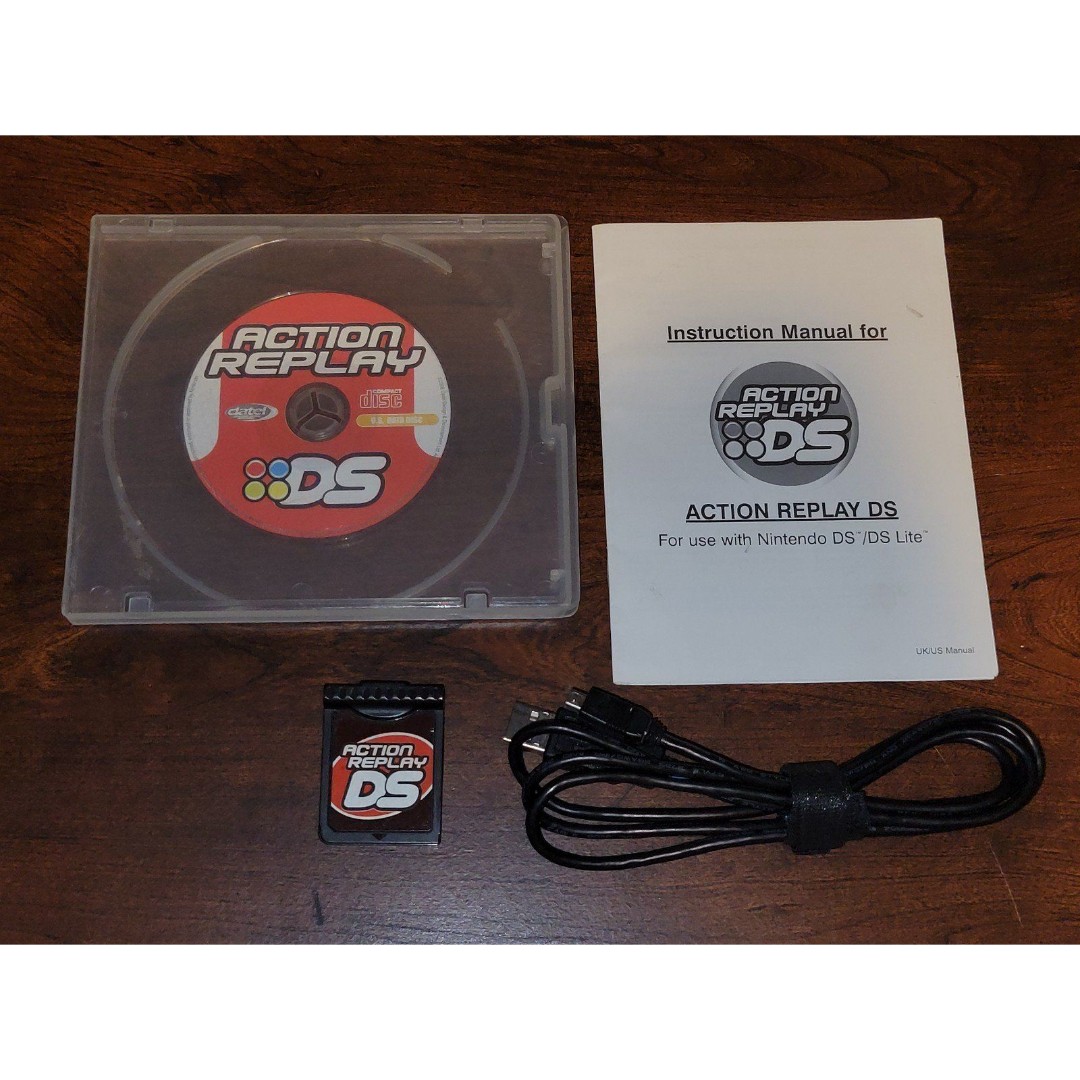 ACTION
REPLAY
datel
COMPACT
disc
DS
Instruction Manual for
ACTION
REPLAY
DS
ACTION REPLAY DS
For use with Nintendo DS™/DS Lite™
UK/US Manual
ACTION
REPLAY
DS